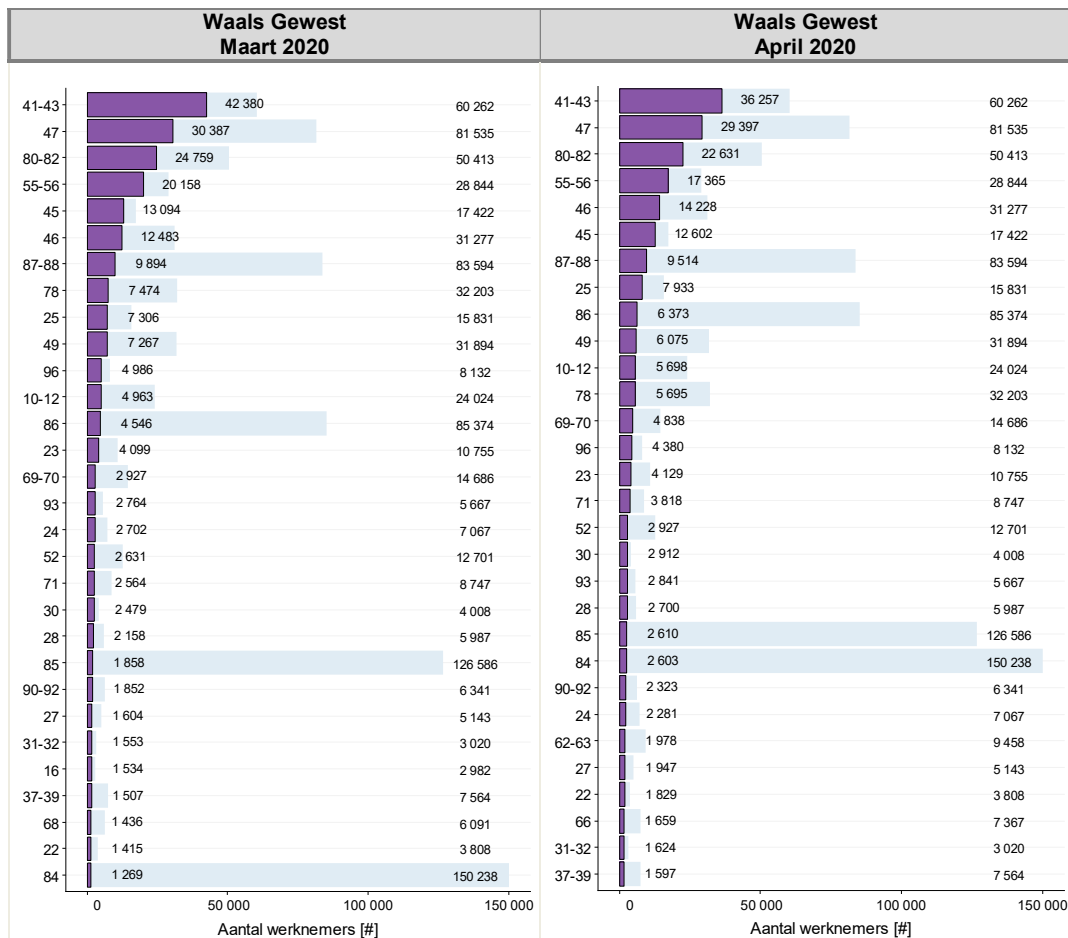 Waals Gewest
Maart 2020
41-43 42 380 60 262
47 30 387 81 535
80-82 24 759 50 413
55-56 20 158 28 844
45 13 094 17 422
46 12 483 31 277
87-88 9 894 83 594
78 7 474 32 203
25 7 306 15 831
49 7 267 31 894
96 4 986 8 132
10-12 4 963 24 024
86 4 546 85 374
23 4 099 10 755
69-70 2 927 14 686
93 2 764 5 667
24 2 702 7 067
52 2 631 12 701
71 2 564 8 747
30 2 479 4 008
28 2 158 5 987
85 1 858 126 586
90-92 1 852 6 341
27 1 604 5 143
31-32 1 553 3 020
16 1 534 2 982
37-39 1 507 7 564
68 1 436 6 091
22 1 415 3 808
84 1 269 150 238
0 50 000 100 000 150 000
Aantal werknemers [#]
Waals Gewest
April 2020
41-43 36 257 60 262
47 29 397 81 535
80-82 22 631 50 413
55-56 17 365 28 844
46 14 228 31 277
45 12 602 17 422
87-88 9 514 83 594
25 7 933 15 831
86 6 373 85 374
49 6 075 31 894
10-12 5 698 24 024
78 5 695 32 203
69-70 4 838 14 686
96 4 380 8 132
23 4 129 10 755
71 3 818 8 747
52 2 927 12 701
30 2 912 4 008
93 2 841 5 667
28 2 700 5 987
85 2 610 126 586
84 2 603 150 238
90-92 2 323 6 341
24 2 281 7 067
62-63 1 978 9 458
27 1 947 5 143
22 1 829 3 808
66 1 659 7 367
31-32 1 624 3 020
37-39 1 597 7 564
0 50 000 100 000 150 000
Aantal werknemers [#]